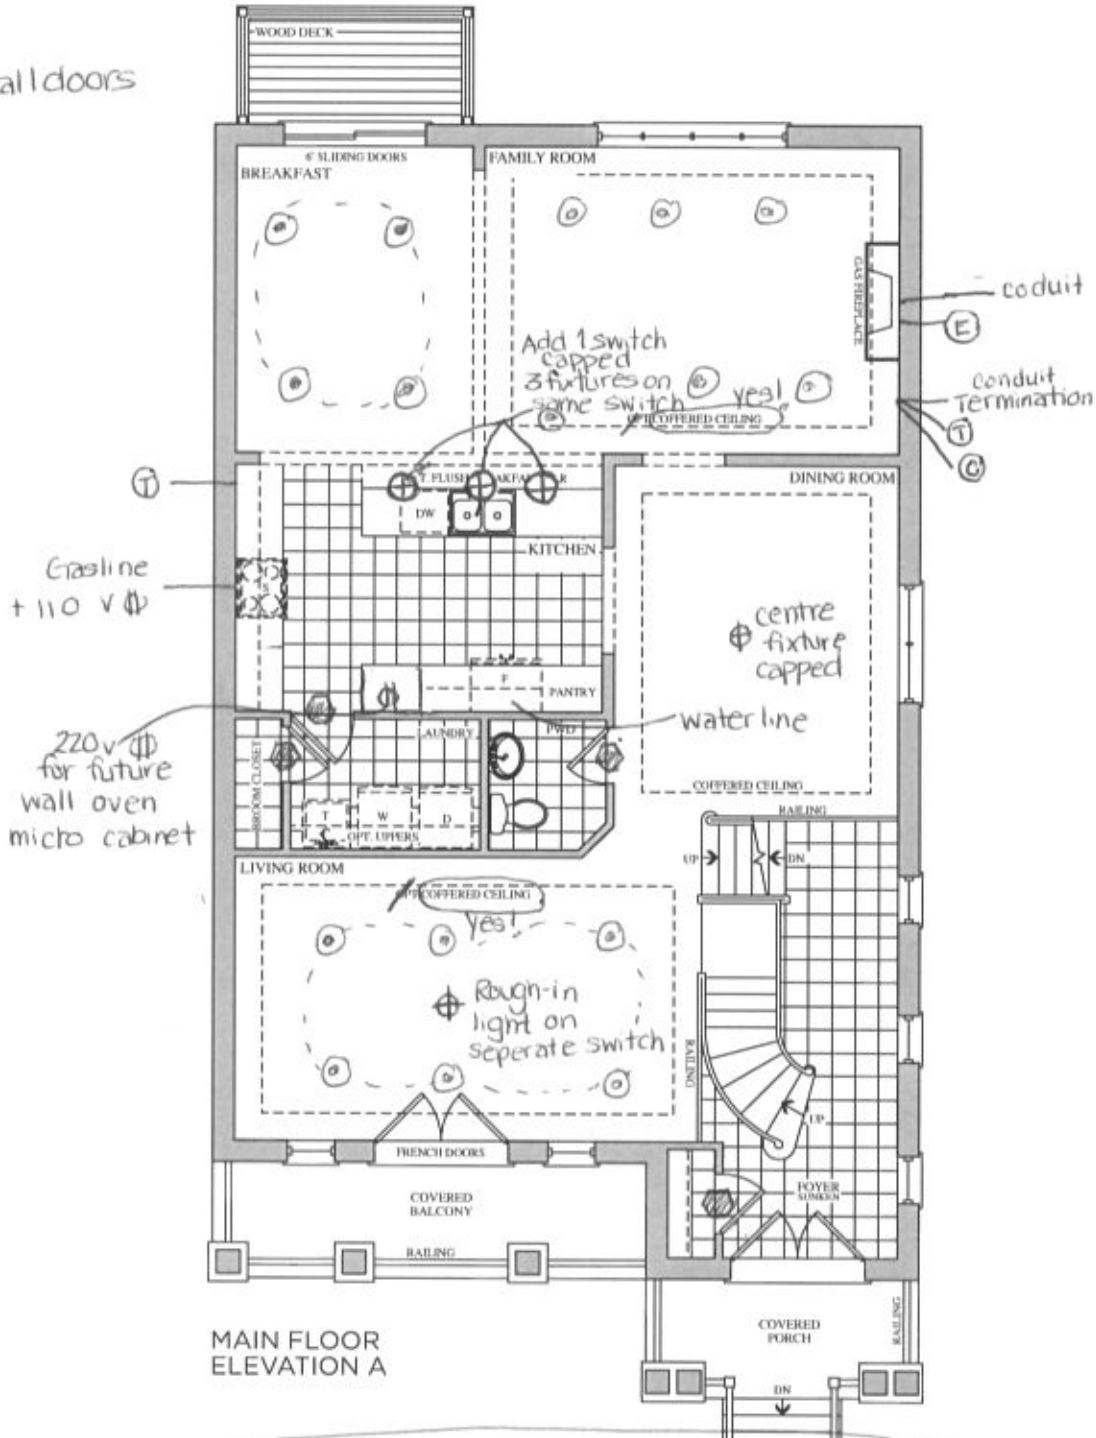 WOOD DECK
all doors
6' SLIDING DOORS
BREAKFAST
FAMILY ROOM
GAS FIREPLACE
coduit
E
Add 1 switch
capped
3 fixtures on
same switch
yes!
COFFERED CEILING
conduit
Termination
T
C
T
DINING ROOM
DW
KITCHEN
Gasline
+ 110 V
centre
fixture
capped
F
PANTRY
water line
220v
for future
wall oven
micro cabinet
LAUNDRY
PWD
BROOM CLOSET
T
W
D
OPT. UPPERS
COFFERED CEILING
RAILING
UP
DN
LIVING ROOM
OPT COFFERED CEILING
yes!
Rough-in
light on
seperate switch
RAILING
UP
FRENCH DOORS
FOYER
SUNKEN
COVERED
BALCONY
RAILING
COVERED
PORCH
RAILING
DN
MAIN FLOOR
ELEVATION A